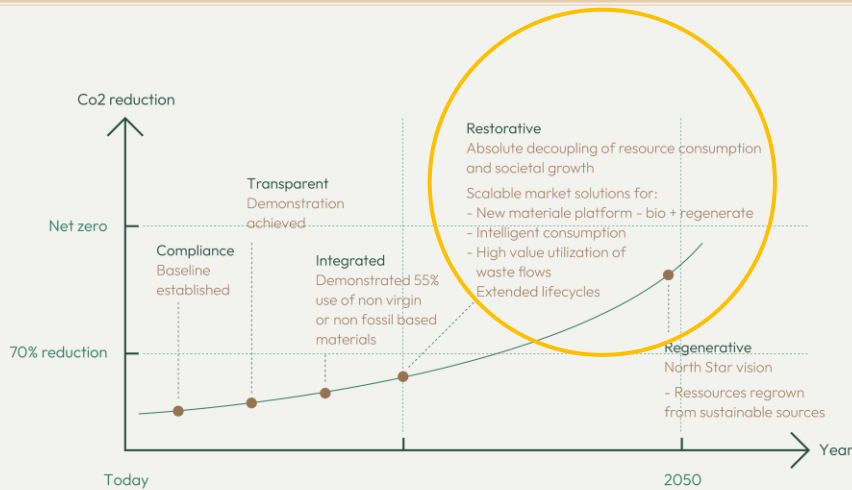 Co2 reduction
Net zero
70% reduction
Compliance
Baseline
established
Transparent
Demonstration
achieved
Integrated
Demonstrated 55%
use of non virgin
or non fossil based
materials
Restorative
Absolute decoupling of resource consumption
and societal growth
Scalable market solutions for:
- New materiale platform - bio + regenerate
- Intelligent consumption
- High value utilization of
waste flows
Extended lifecycles
Regenerative
North Star vision
- Ressources regrown
from sustainable sources
Today
2050
Year